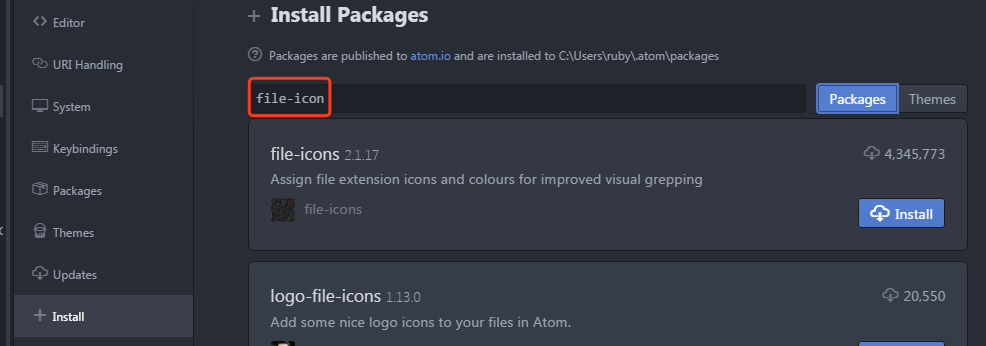 Editor
URI Handling
System
Keybindings
Packages
Themes
Updates
Install
Install Packages
Packages are published to atom.io and are installed to C:\Users\ruby\.atom\packages
file-icon
Packages Themes
file-icons 2.1.17 4,345,773
Assign file extension icons and colours for improved visual grepping
file-icons Install
logo-file-icons 1.13.0 20,550
Add some nice logo icons to your files in Atom.